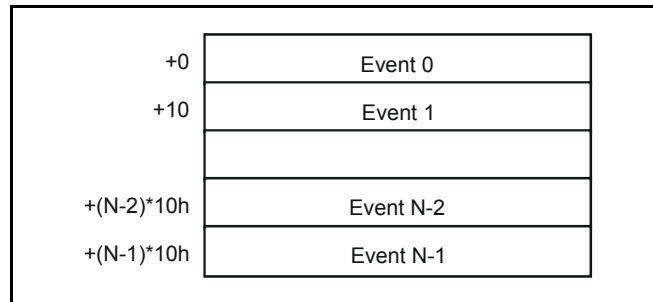 +0 Event 0
+10 Event 1
+(N-2)*10h Event N-2
+(N-1)*10h Event N-1